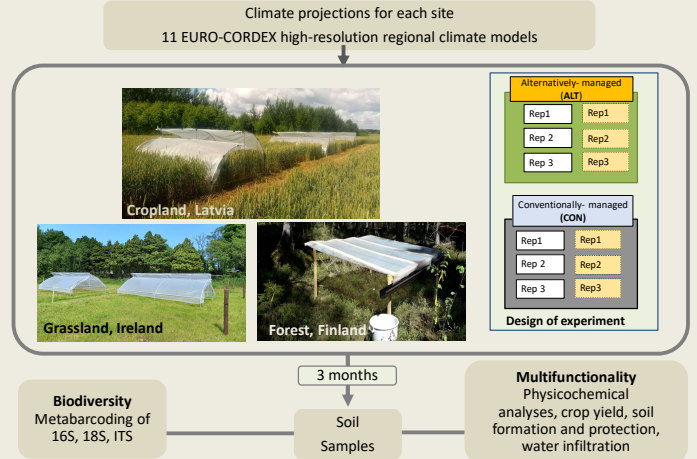 Climate projections for each site
11 EURO-CORDEX high-resolution regional climate models
Cropland, Latvia
Grassland, Ireland
Forest, Finland
Alternatively- managed
(ALT)
Rep1 Rep1
Rep 2 Rep2
Rep 3 Rep3
Conventionally- managed
(CON)
Rep1 Rep1
Rep 2 Rep2
Rep 3 Rep3
Design of experiment
3 months
Biodiversity
Metabarcoding of
16S, 18S, ITS
Soil
Samples
Multifunctionality
Physicochemical
analyses, crop yield, soil
formation and protection,
water infiltration